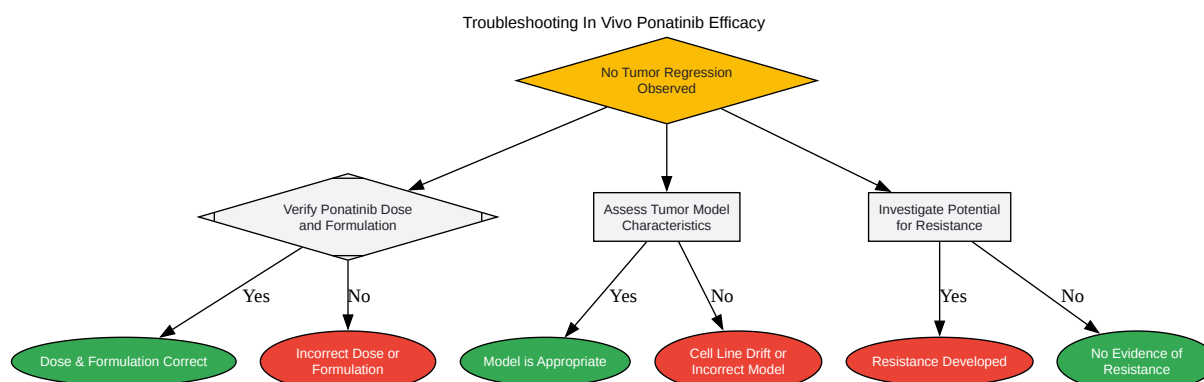 Troubleshooting In Vivo Ponatinib Efficacy
No Tumor Regression
Observed
Verify Ponatinib Dose
and Formulation
Assess Tumor Model
Characteristics
Investigate Potential
for Resistance
Yes
No
Yes
No
Yes
No
Dose & Formulation Correct
Incorrect Dose or
Formulation
Model is Appropriate
Cell Line Drift or
Incorrect Model
Resistance Developed
No Evidence of
Resistance